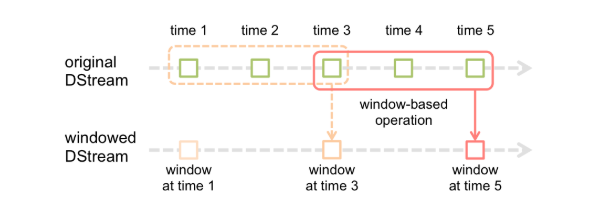 time 1 time 2 time 3 time 4 time 5
original
DStream
window-based
operation
windowed
DStream
window
at time 1
window
at time 3
window
at time 5